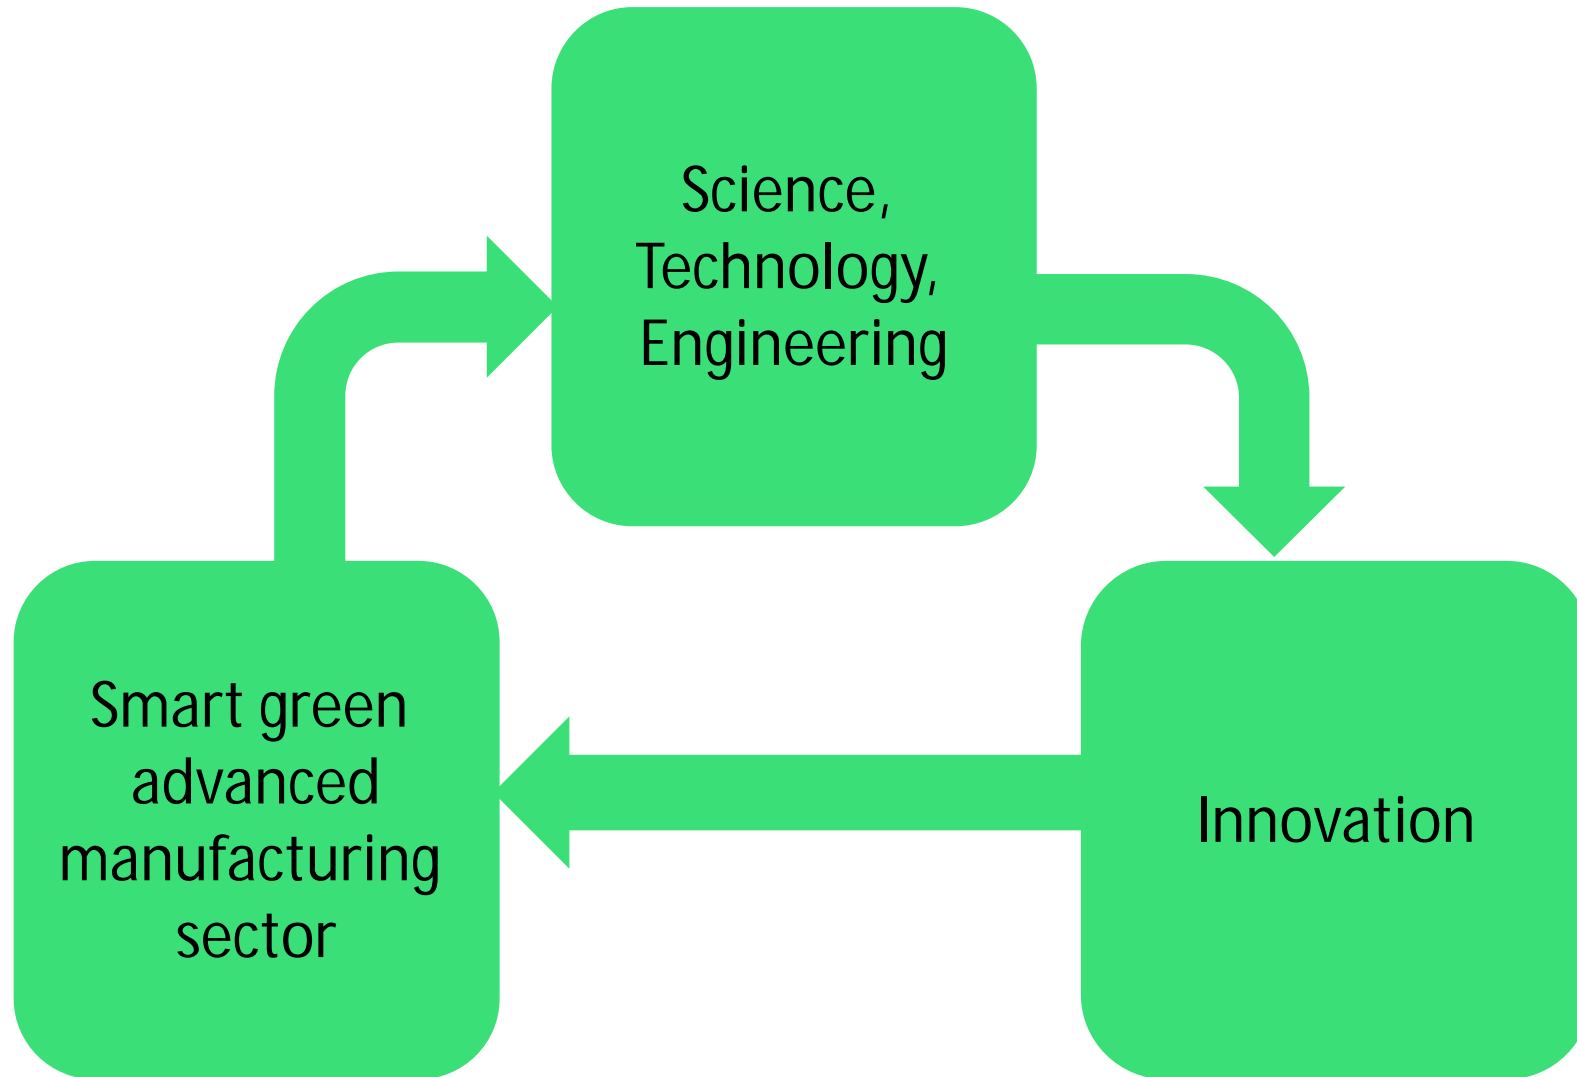 Science,
Technology,
Engineering
Smart green
advanced
manufacturing
sector
Innovation